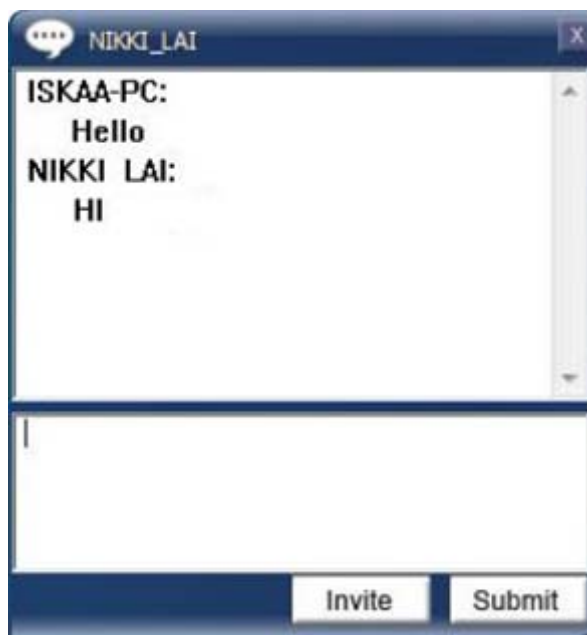 NIKKI_LAI
X
ISKAA-PC:
Hello
NIKKI LAI:
HI
Invite
Submit